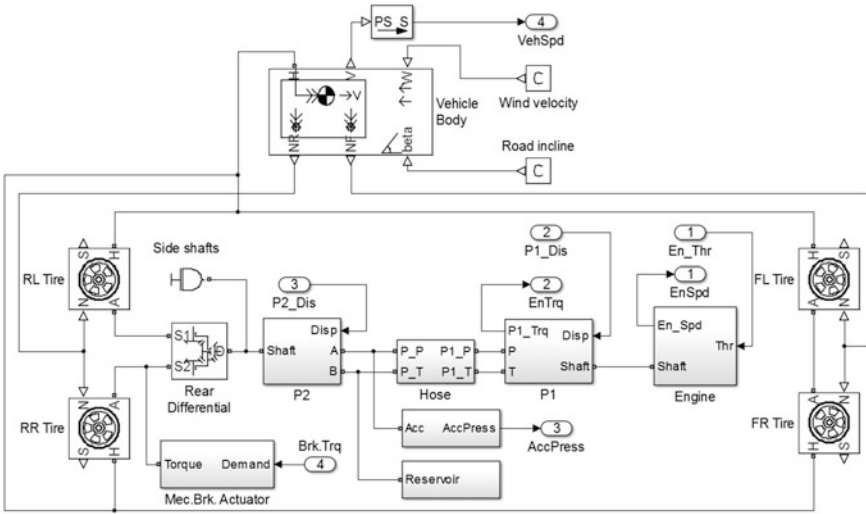 PS S
4
VehSpd
H
V
W
V
NR
NF
beta
Vehicle
Body
C
Wind velocity
Road incline
C
S
H
RL Tire
N
A
Side shafts
3
P2_Dis
2
P1_Dis
2
EnTrq
1
En_Thr
1
EnSpd
FL Tire
H
S
A
N
S1
S2
D
Rear
Differential
Disp
Shaft
A
B
P2
P_P P1_P
P_T P1_T
Hose
P1_Trq
Disp
P
T
Shaft
P1
En_Spd
Thr
Shaft
Engine
RR Tire
N
A
S
H
Acc AccPress
3
AccPress
Reservoir
Torque Demand
Mec.Brk. Actuator
Brk.Trq
4
FR Tire
A
N
H
S